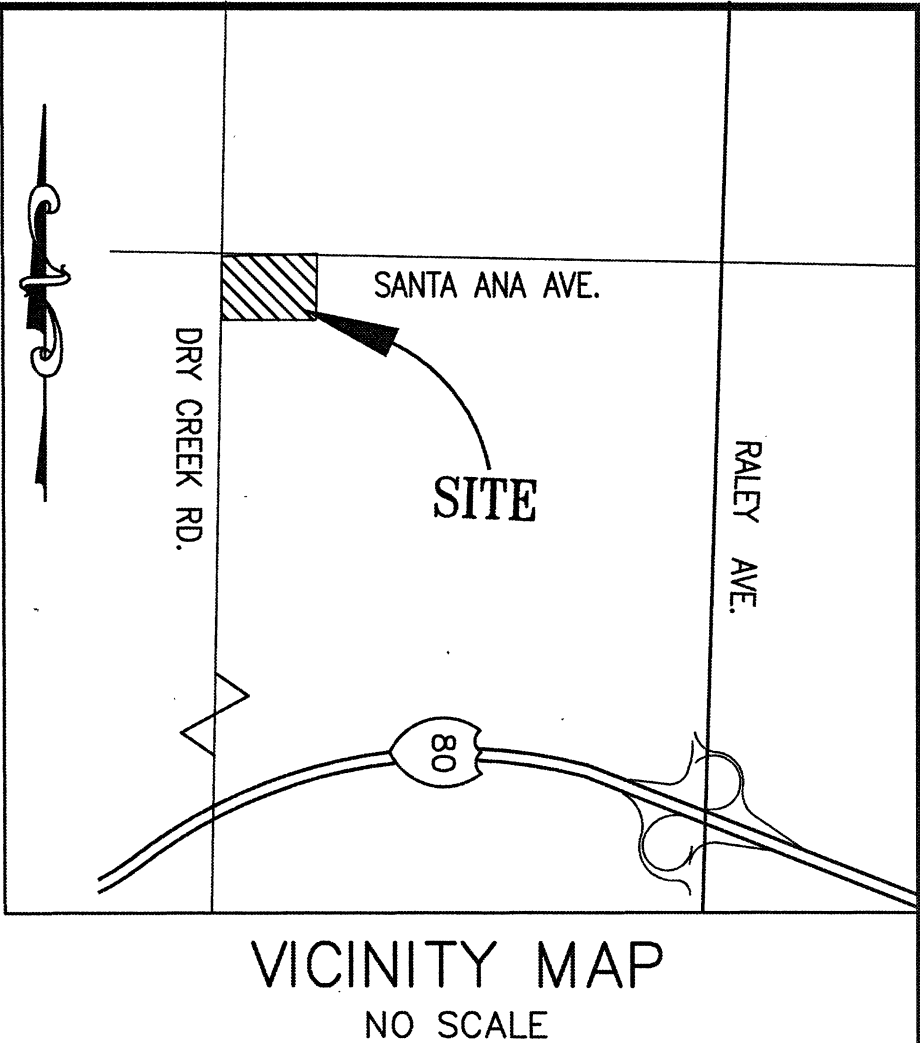 SANTA ANA AVE.
DRY CREEK RD.
RALEY AVE.
SITE
80
VICINITY MAP
NO SCALE